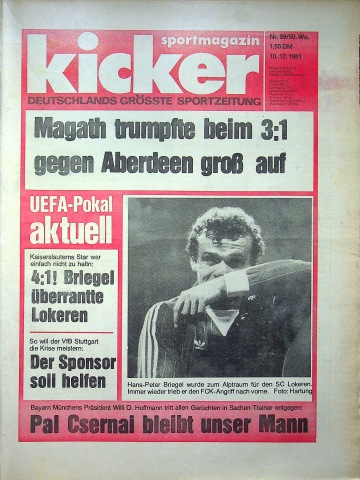 sportmagazin
kicker
DEUTSCHLANDS GRÖSSTE SPORTZEITUNG
Nr. 99/50. Wo.
1,50 DM
10. 12. 1981
Magath trumpfte beim 3:1
gegen Aberdeen groß auf
UEFA-Pokal
aktuell
Kaiserslauterns Star war
einfach nicht zu halten:
4:1! Briegel
überrannte
Lokeren
So will der VfB Stuttgart
die Krise meistern:
Der Sponsor
soll helfen
Hans-Peter Briegel wurde zum Alptraum für den SC Lokeren.
Immer wieder trieb er den FCK-Angriff nach vorne. Foto: Hartung
Bayern Münchens Präsident Willi O. Hoffmann tritt allen Gerüchten in Sachen Trainer entgegen:
Pal Csernai bleibt unser Mann